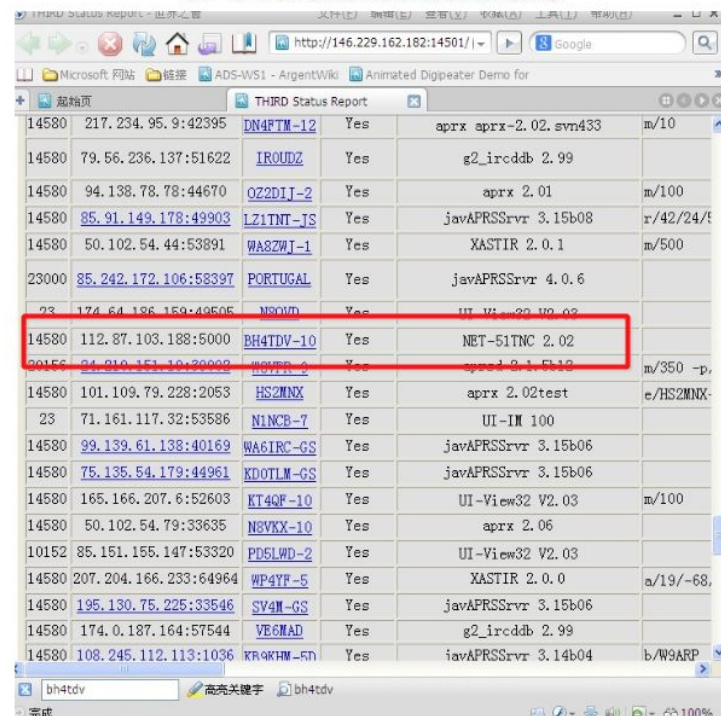 THIRD Status Report - 世界之窗 文件(F) 编辑(E) 查看(V) 收藏(A) 工具(T) 帮助(H)
http://146.229.162.182:14501/ Google
Microsoft 网站 链接 ADS-WS1 - ArgentWiki Animated Digipeater Demo for
起始页 THIRD Status Report
14580 217.234.95.9:42395 DN4FTM-12 Yes aprx aprx-2.02.svn433 m/10
14580 79.56.236.137:51622 IR0UDZ Yes g2_ircddb 2.99
14580 94.138.78.78:44670 OZ2DIJ-2 Yes aprx 2.01 m/100
14580 85.91.149.178:49903 LZ1TNT-JS Yes javAPRSSrvr 3.15b08 r/42/24/5
14580 50.102.54.44:53891 WA8ZWJ-1 Yes XASTIR 2.0.1 m/500
23000 85.242.172.106:58397 PORTUGAL Yes javAPRSSrvr 4.0.6
23 174.64.186.159:49505 N8OVD Yes UI-View32 V2.03
14580 112.87.103.188:5000 BH4TDV-10 Yes NET-51TNC 2.02
m/350 -p,
14580 101.109.79.228:2053 HS2MNX Yes aprx 2.02test e/HS2MNX-
23 71.161.117.32:53586 N1NCB-7 Yes UI-IM 100
14580 99.139.61.138:40169 WA6IRC-GS Yes javAPRSSrvr 3.15b06
14580 75.135.54.179:44961 KD0TLM-GS Yes javAPRSSrvr 3.15b06
14580 165.166.207.6:52603 KT4QF-10 Yes UI-View32 V2.03 m/100
14580 50.102.54.79:33635 N8VKX-10 Yes aprx 2.06
10152 85.151.155.147:53320 PD5LWD-2 Yes UI-View32 V2.03
14580 207.204.166.233:64964 WP4YF-5 Yes XASTIR 2.0.0 a/19/-68,
14580 195.130.75.225:33546 SV4M-GS Yes javAPRSSrvr 3.15b06
14580 174.0.187.164:57544 VE6MAD Yes g2_ircddb 2.99
14580 108.245.112.113:1036 KB9KHM-5D Yes javAPRSSrvr 3.14b04 b/W9ARP
bh4tdv 高亮关键字 bh4tdv
完成 100%